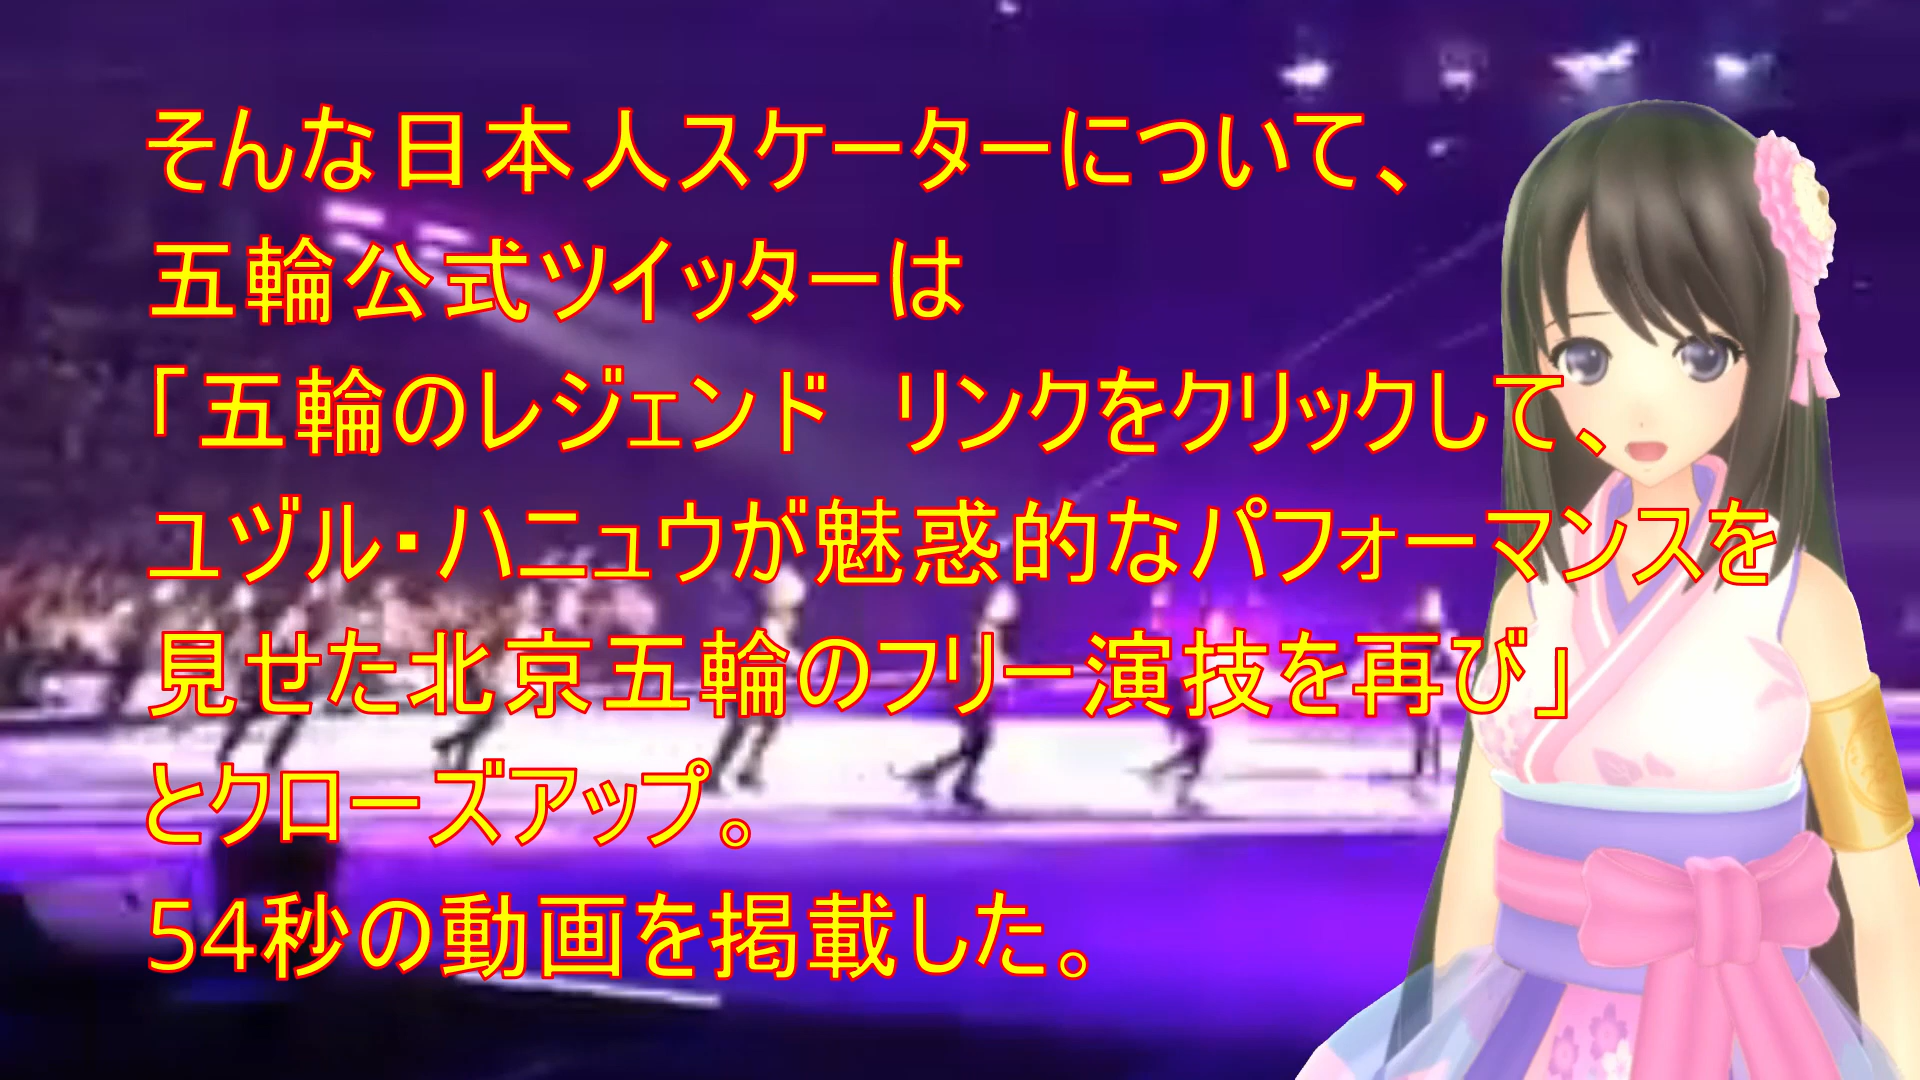 そんな日本人スケーターについて、
五輪公式ツイッターは
「五輪のレジェンド　リンクをクリックして、
ユヅル・ハニュウが魅惑的なパフォーマンスを
見せた北京五輪のフリー演技を再び」
とクローズアップ。
54秒の動画を掲載した。